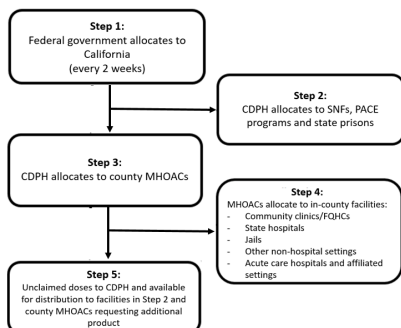 Step 1:
Federal government allocates to
California
(every 2 weeks)
Step 2:
CDPH allocates to SNFs, PACE
programs and state prisons
Step 3:
CDPH allocates to county MHOACs
Step 4:
MHOACs allocate to in-county facilities:
- Community clinics/FQHCs
- State hospitals
- Jails
- Other non-hospital settings
- Acute care hospitals and affiliated
settings
Step 5:
Unclaimed doses to CDPH and available
for distribution to facilities in Step 2 and
county MHOACs requesting additional
product